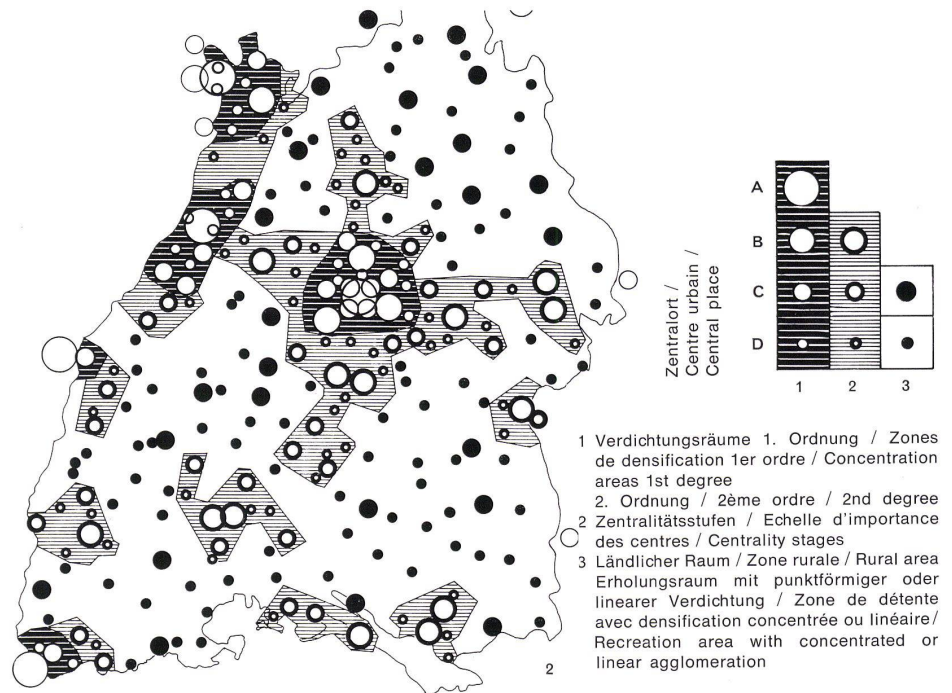 A
B
C
D
Zentralort /
Centre urbain /
Central place
1 2 3
1 Verdichtungsräume 1. Ordnung / Zones
de densification 1er ordre / Concentration
areas 1st degree
2. Ordnung / 2ème ordre / 2nd degree
2 Zentralitätsstufen / Echelle d'importance
des centres / Centrality stages
3 Ländlicher Raum / Zone rurale / Rural area
Erholungsraum mit punktförmiger oder
linearer Verdichtung / Zone de détente
avec densification concentrée ou linéaire /
Recreation area with concentrated or
linear agglomeration
2